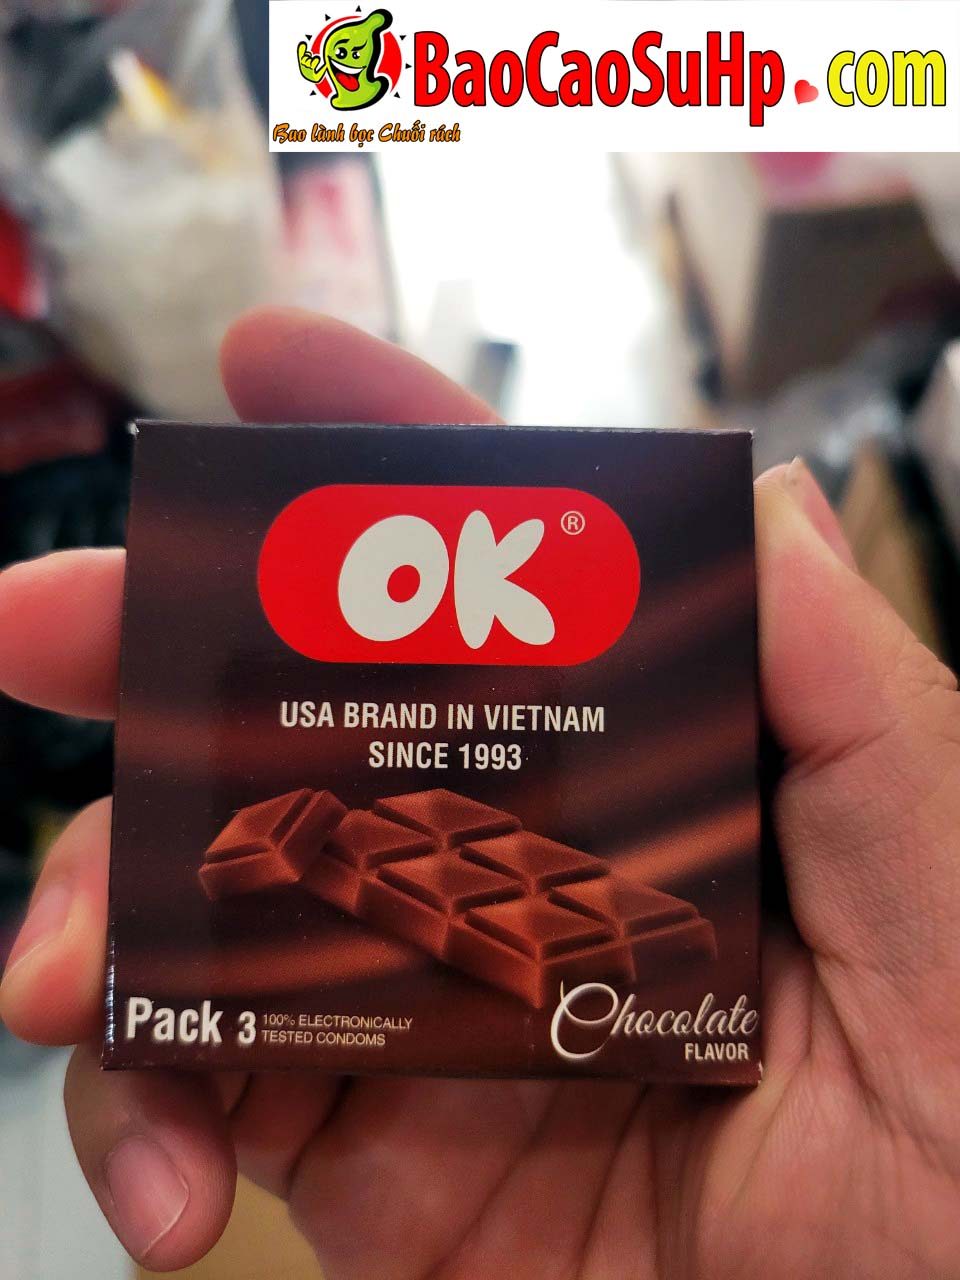 BaoCaoSuHp.com
Bao lành bọc Chuối rách
OK®
USA BRAND IN VIETNAM
SINCE 1993
Pack 3 100% ELECTRONICALLY
TESTED CONDOMS
Chocolate
FLAVOR